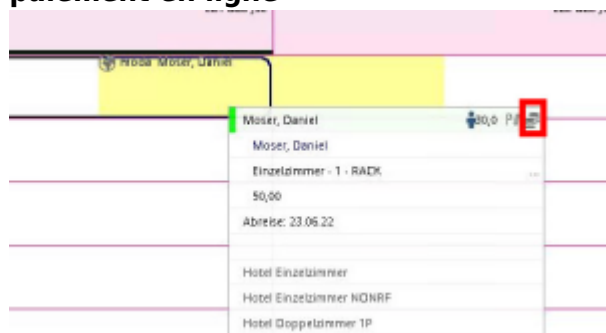 paiement en ligne
Moser, Daniel
Moser, Daniel
Moser, Daniel
Einzelzimmer - 1 - RACK
...
50,00
Abreise: 23.06.22
Hotel Einzelzimmer
Hotel Einzelzimmer NONRF
Hotel Doppelzimmer 1P